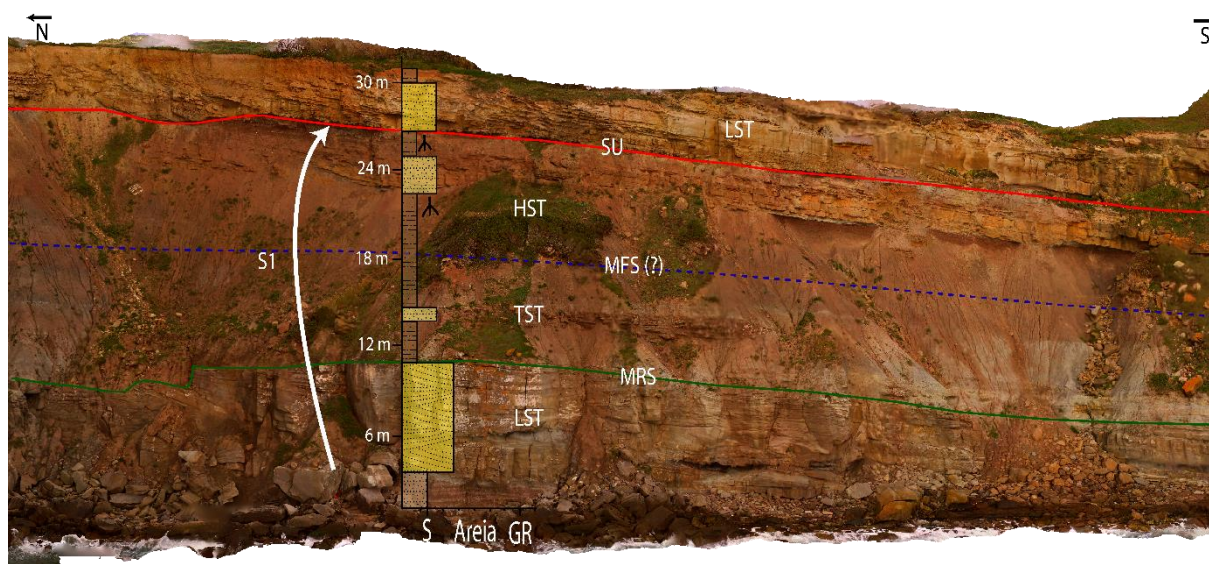 N
S
30 m
LST
SU
24 m
HST
S1
18 m
MFS (?)
TST
12 m
MRS
LST
6 m
S Areia GR